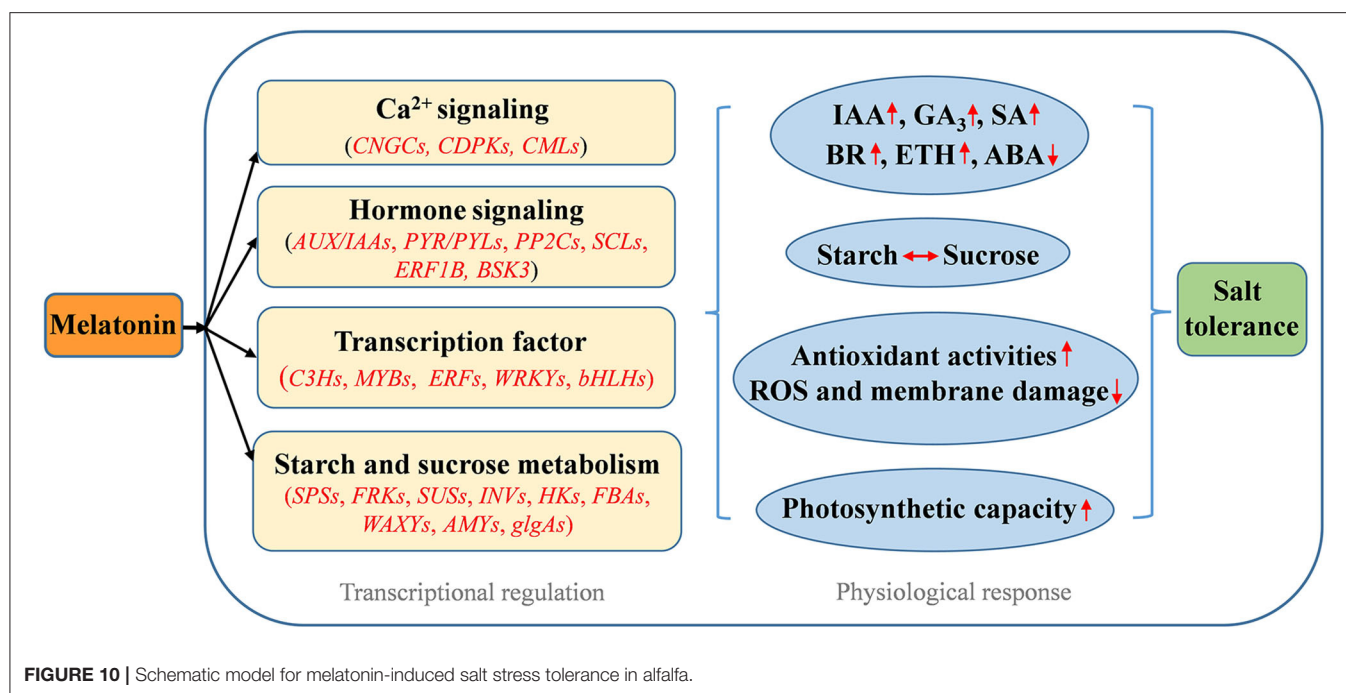 Melatonin
Ca²⁺ signaling
(CNGCs, CDPKs, CMLs)
Hormone signaling
(AUX/IAAs, PYR/PYLs, PP2Cs, SCLs,
ERF1B, BSK3)
Transcription factor
(C3Hs, MYBs, ERFs, WRKYs, bHLHs)
Starch and sucrose metabolism
(SPSs, FRKs, SUSs, INVs, HKs, FBAs,
WAXYs, AMYs, glgAs)
Transcriptional regulation
IAA↑, GA₃↑, SA↑
BR↑, ETH↑, ABA↓
Starch ↔ Sucrose
Antioxidant activities↑
ROS and membrane damage↓
Photosynthetic capacity↑
Physiological response
Salt
tolerance
FIGURE 10 | Schematic model for melatonin-induced salt stress tolerance in alfalfa.